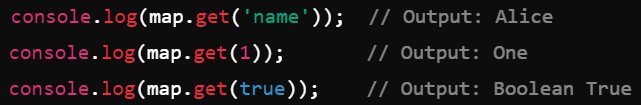 console.log(map.get('name'));  // Output: Alice
console.log(map.get(1));       // Output: One
console.log(map.get(true));    // Output: Boolean True